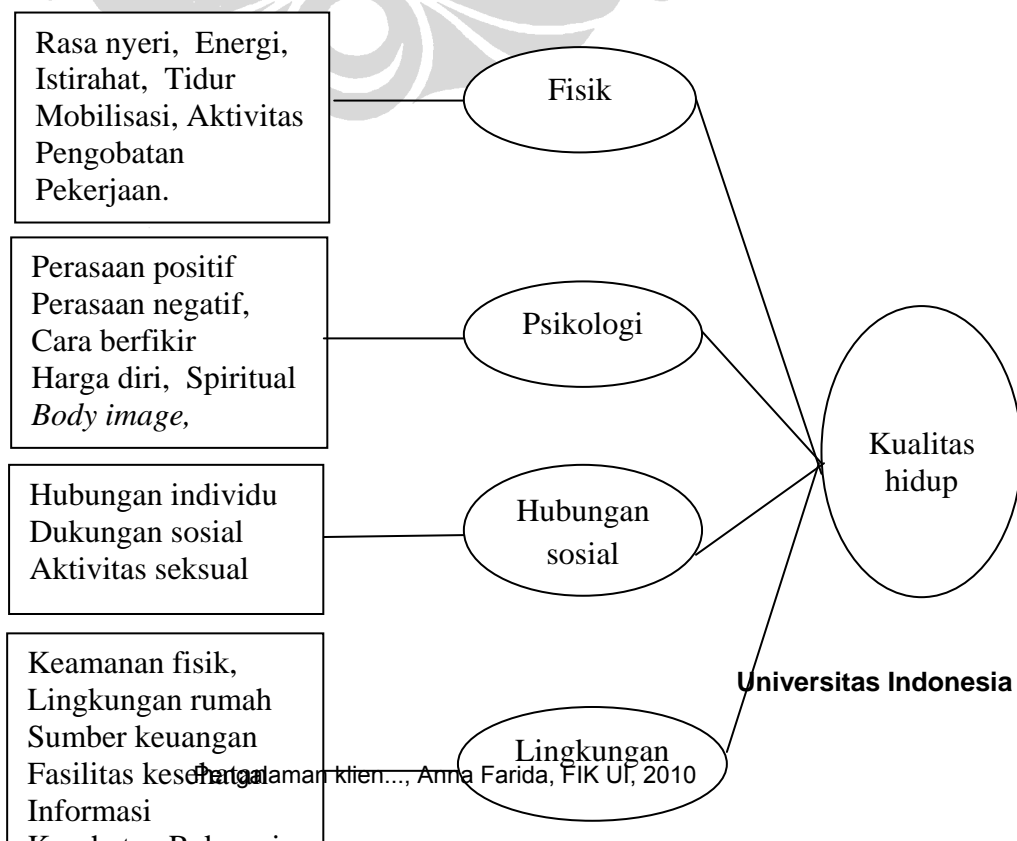 Rasa nyeri, Energi,
Istirahat, Tidur
Mobilisasi, Aktivitas
Pengobatan
Pekerjaan.
Fisik
Perasaan positif
Perasaan negatif,
Cara berfikir
Harga diri, Spiritual
Body image,
Psikologi
Kualitas
hidup
Hubungan individu
Dukungan sosial
Aktivitas seksual
Hubungan
sosial
Keamanan fisik,
Lingkungan rumah
Sumber keuangan
Fasilitas kesehatan
Informasi
Lingkungan
Universitas Indonesia
Pengalaman klien..., Anna Farida, FIK UI, 2010